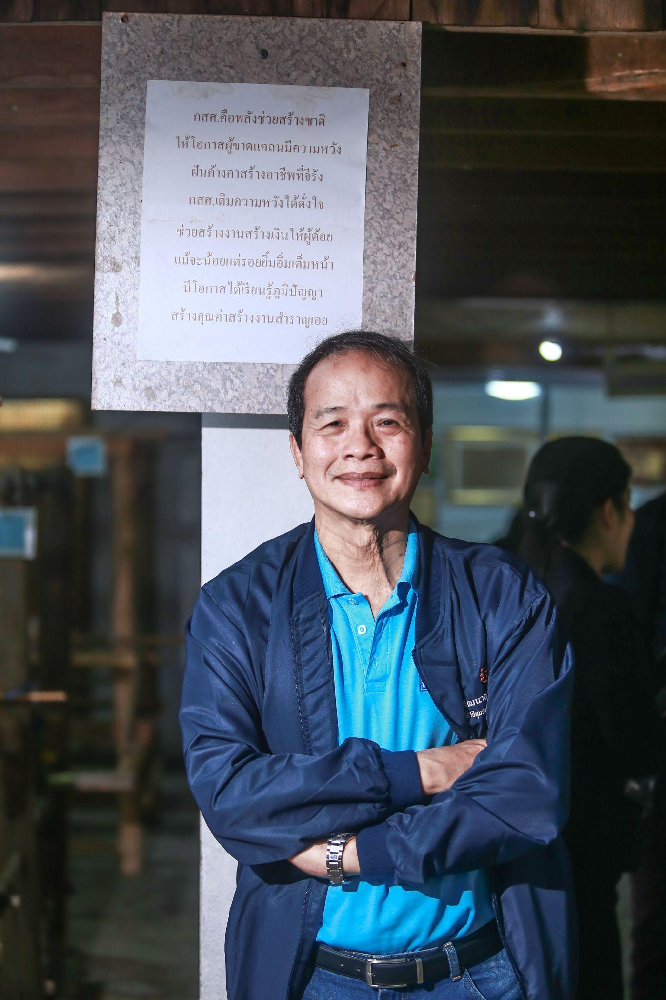 กสศ.คือพลังช่วยสร้างชาติ
ให้โอกาสผู้ขาดแคลนมีความหวัง
ฝันค้างคาสร้างอาชีพที่จีรัง
กสศ.เติมความหวังได้ดั่งใจ
ช่วยสร้างงานสร้างเงินให้ผู้ด้อย
แม้จะน้อยแต่รอยยิ้มอิ่มเต็มหน้า
มีโอกาสได้เรียนรู้ภูมิปัญญา
สร้างคุณค่าสร้างงานสำราญเอย